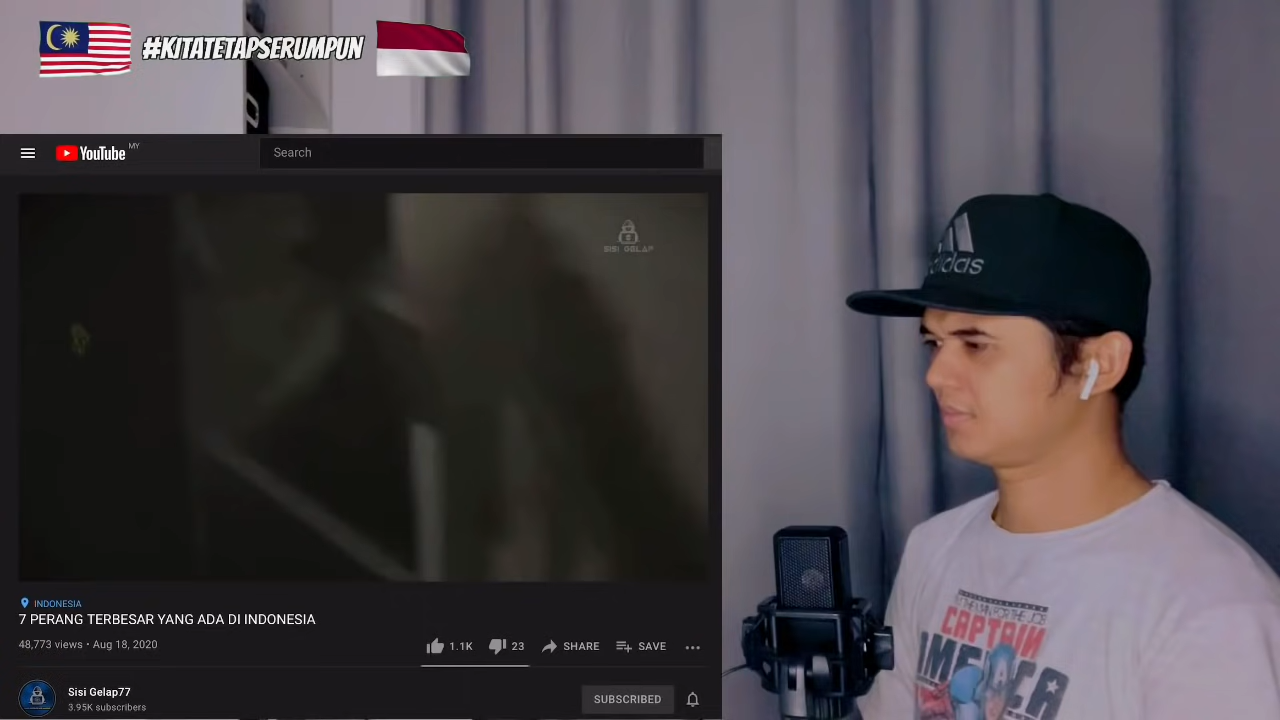 #KITATETAPSERUMPUN
YouTube MY
Search
SISI GELAP
INDONESIA
7 PERANG TERBESAR YANG ADA DI INDONESIA
48,773 views • Aug 18, 2020
1.1K
23
SHARE
SAVE
Sisi Gelap77
3.95K subscribers
SUBSCRIBED
adidas
CAPTAIN
AMERICA